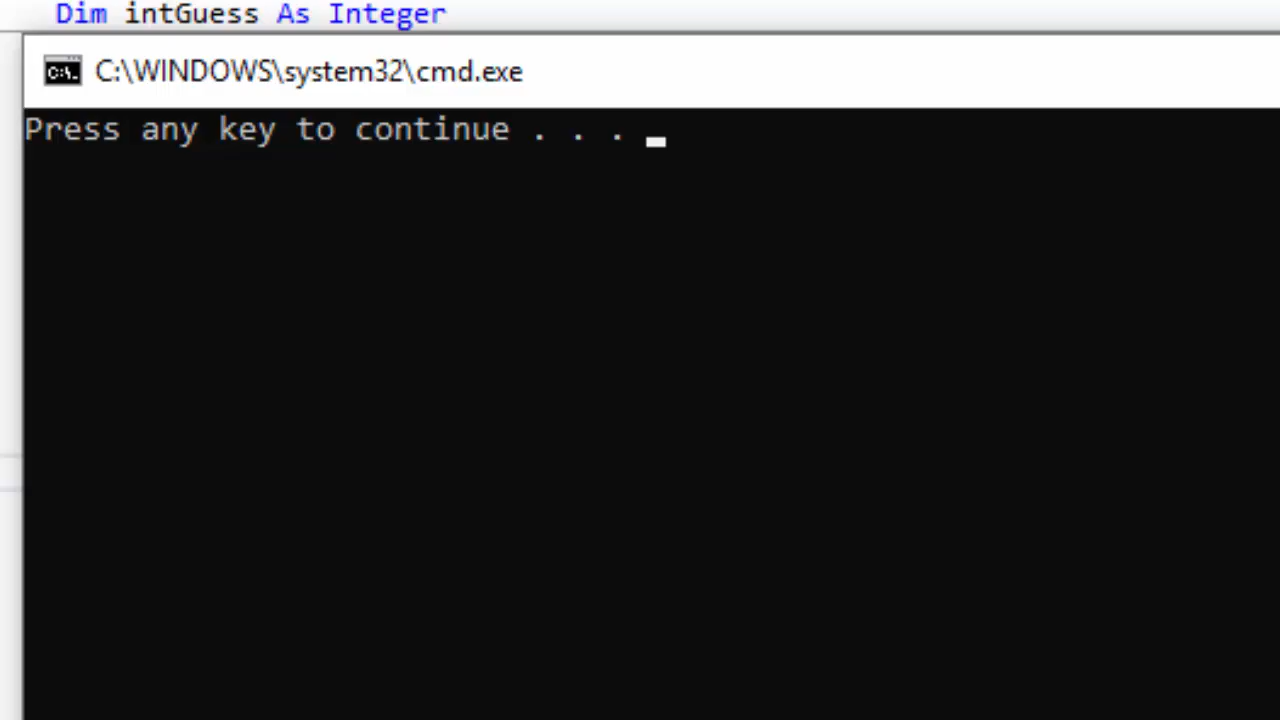 Dim intGuess As Integer
C:\WINDOWS\system32\cmd.exe
Press any key to continue . . .